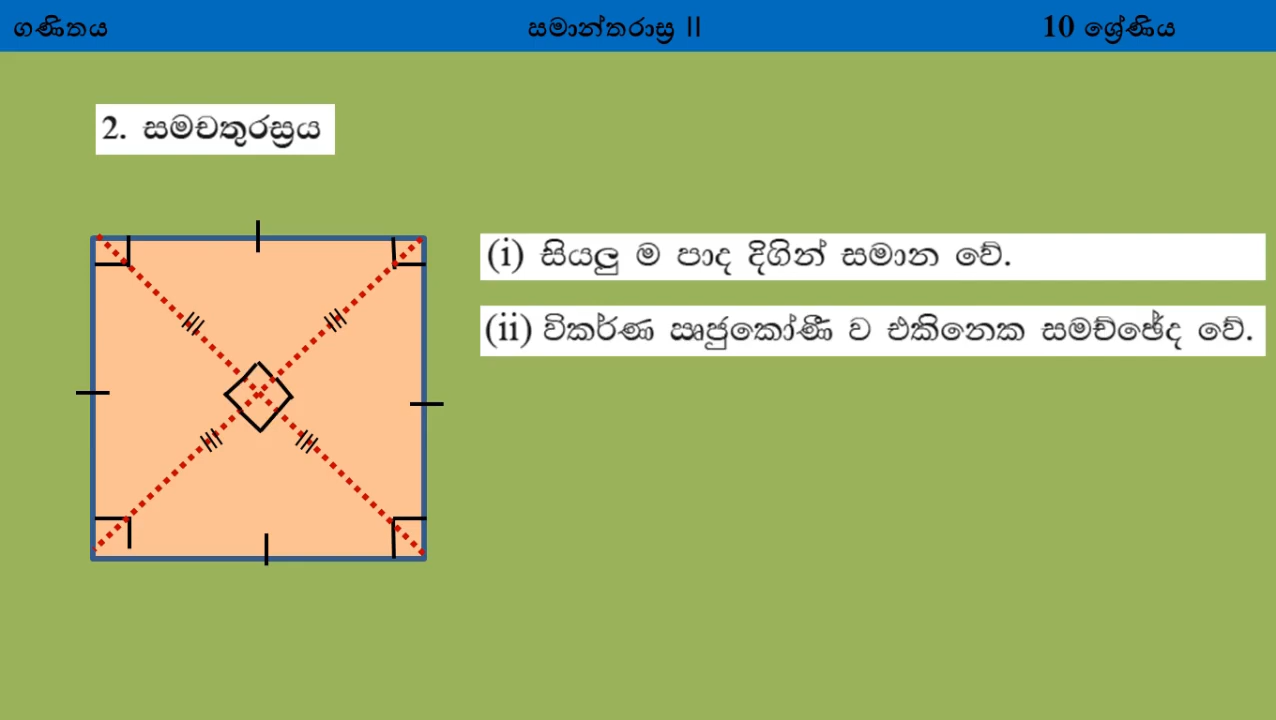 ගණිතය
සමාන්තරාස්‍ර II
10 ශ්‍රේණිය
2. සමචතුරස්‍රය
(i) සියලු ම පාද දිගින් සමාන වේ.
(ii) විකර්ණ ඍජුකෝණී ව එකිනෙක සමච්ඡේද වේ.